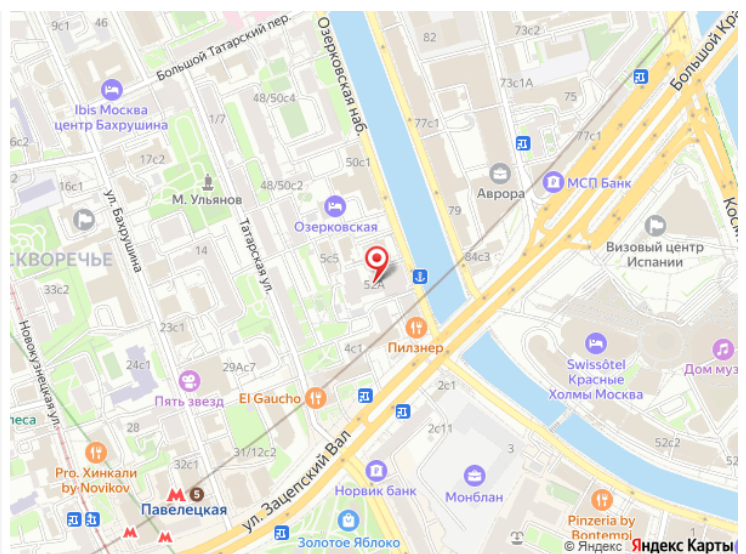 Большой Татарский пер.
Озерковская наб.
82
73с1А
75
77с1
77с1
Большой Кра
Ibis Москва
центр Бахрушина
1/7
48/50с4
17с2
16с1
50с1
48/50с2
М. Ульянов
Аврора
МСП Банк
79
Косм
ул. Бахрушина
Татарская ул.
Озерковская
Визовый центр
Испании
СКВОРЕЧЬЕ
14
5с5
84с3
33с2
52А
23с1
Новокузнецкая ул.
24с1
29Ас7
4с1
Пилзнер
Swissôtel
Красные
Холмы Москва
Дом муз
Пять звезд
El Gaucho
2с1
леса
28
2с11
3
52с2
Pro. Хинкали
by Novikov
32с1
31/12с2
ул. Зацепский Вал
5
Павелецкая
Норвик банк
Монблан
Золотое Яблоко
Pinzeria by
Bontempi
© Яндекс Яндекс Карты